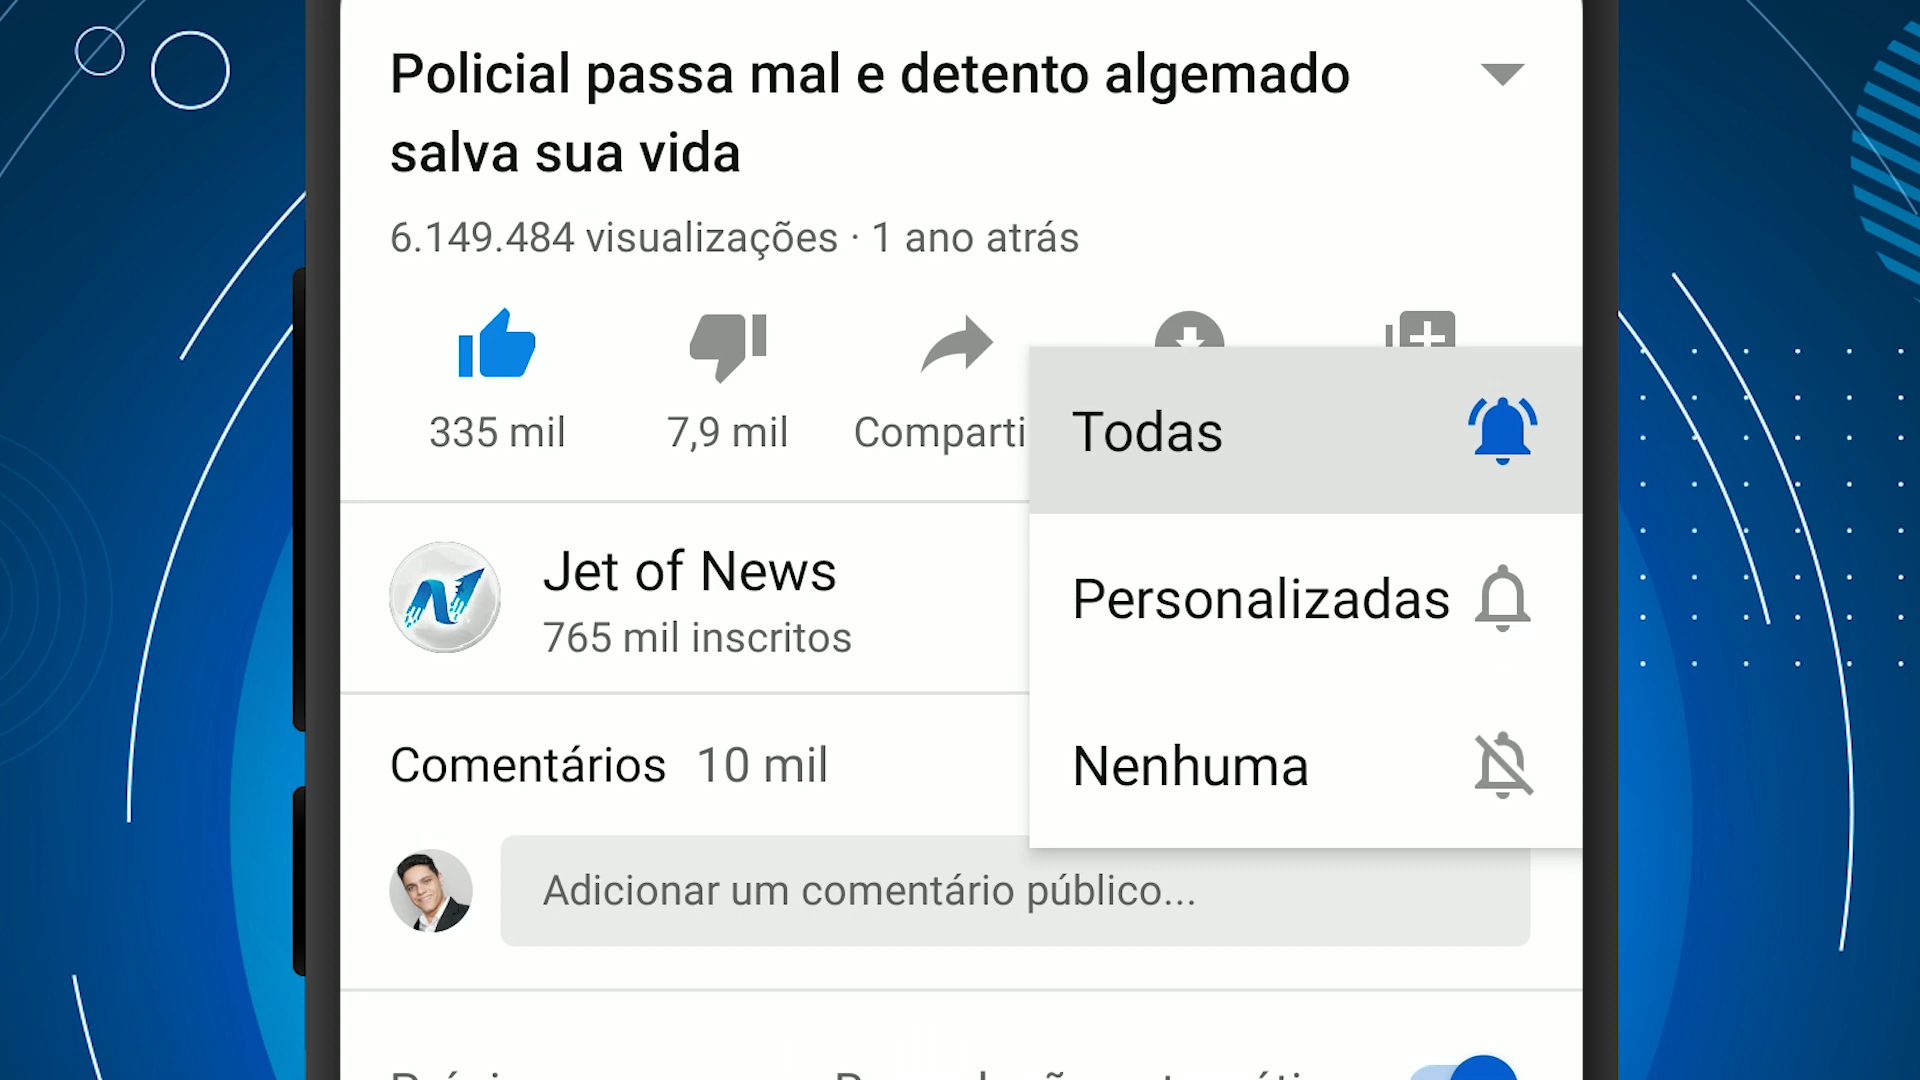 Policial passa mal e detento algemado
salva sua vida
6.149.484 visualizações · 1 ano atrás
335 mil
7,9 mil
Comparti
Todas
Jet of News
765 mil inscritos
Personalizadas
Comentários 10 mil
Nenhuma
Adicionar um comentário público...